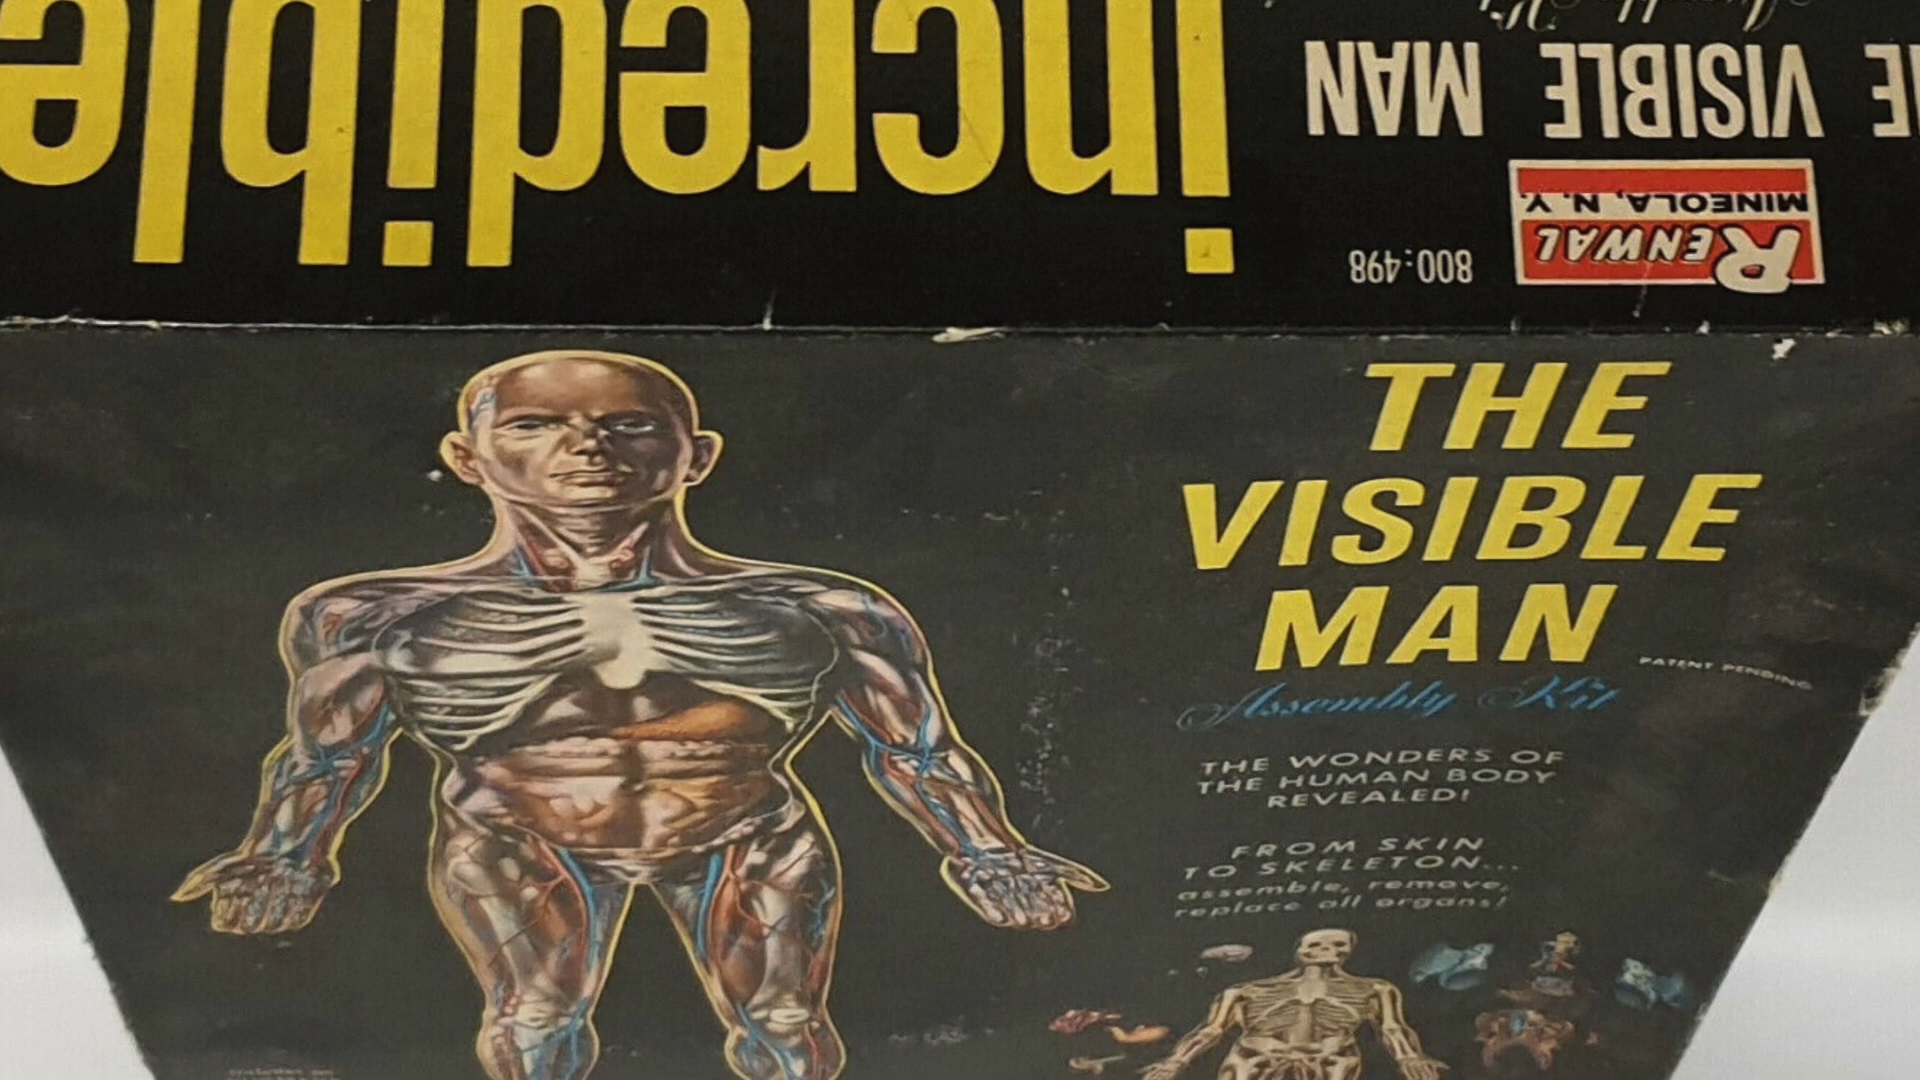 incredible
THE VISIBLE MAN
RENWAL
MINEOLA, N.Y.
800:498
THE
VISIBLE
MAN
PATENT PENDING
Assembly Kit
THE WONDERS OF
THE HUMAN BODY
REVEALED!
FROM SKIN
TO SKELETON...
assemble, remove,
replace all organs!